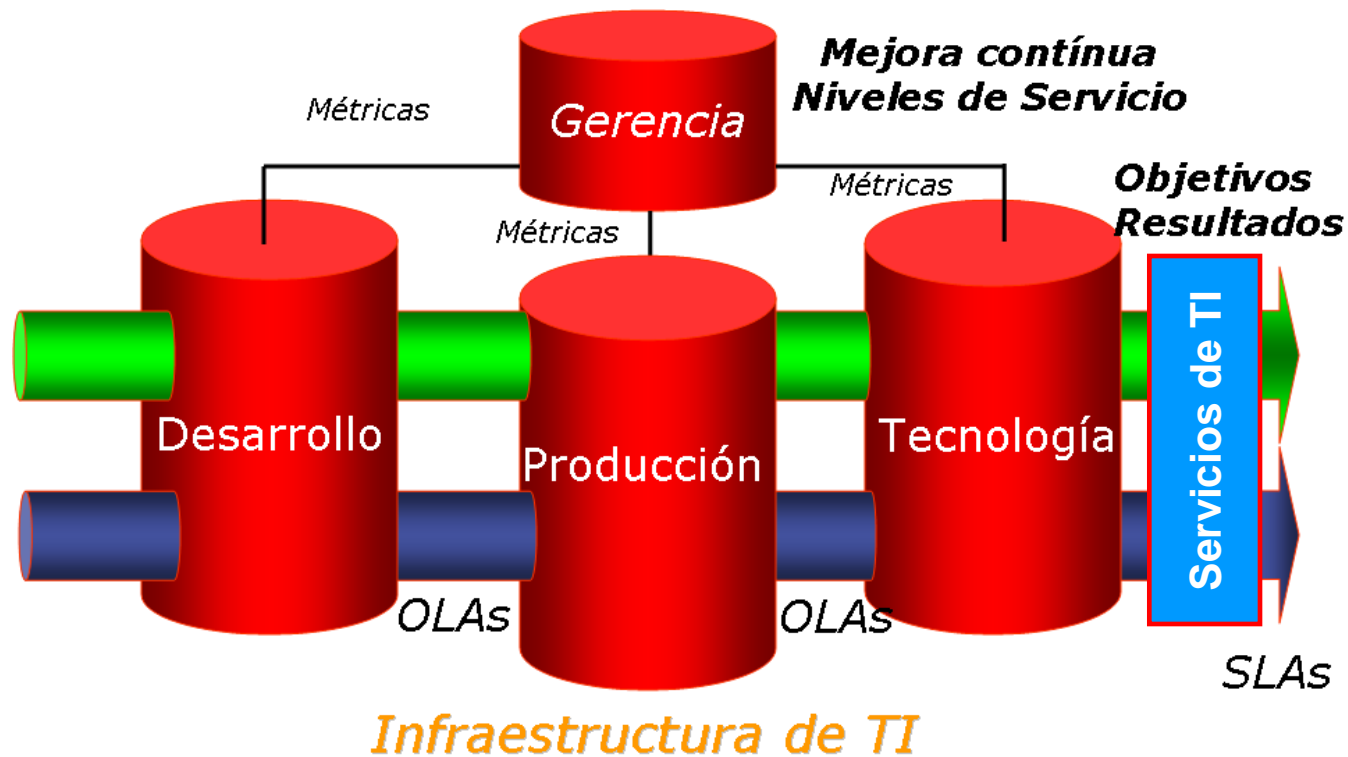 Mejora contínua
Niveles de Servicio
Métricas
Gerencia
Métricas
Métricas
Objetivos
Resultados
Desarrollo
Producción
Tecnología
Servicios de TI
OLAs
OLAs
SLAs
Infraestructura de TI